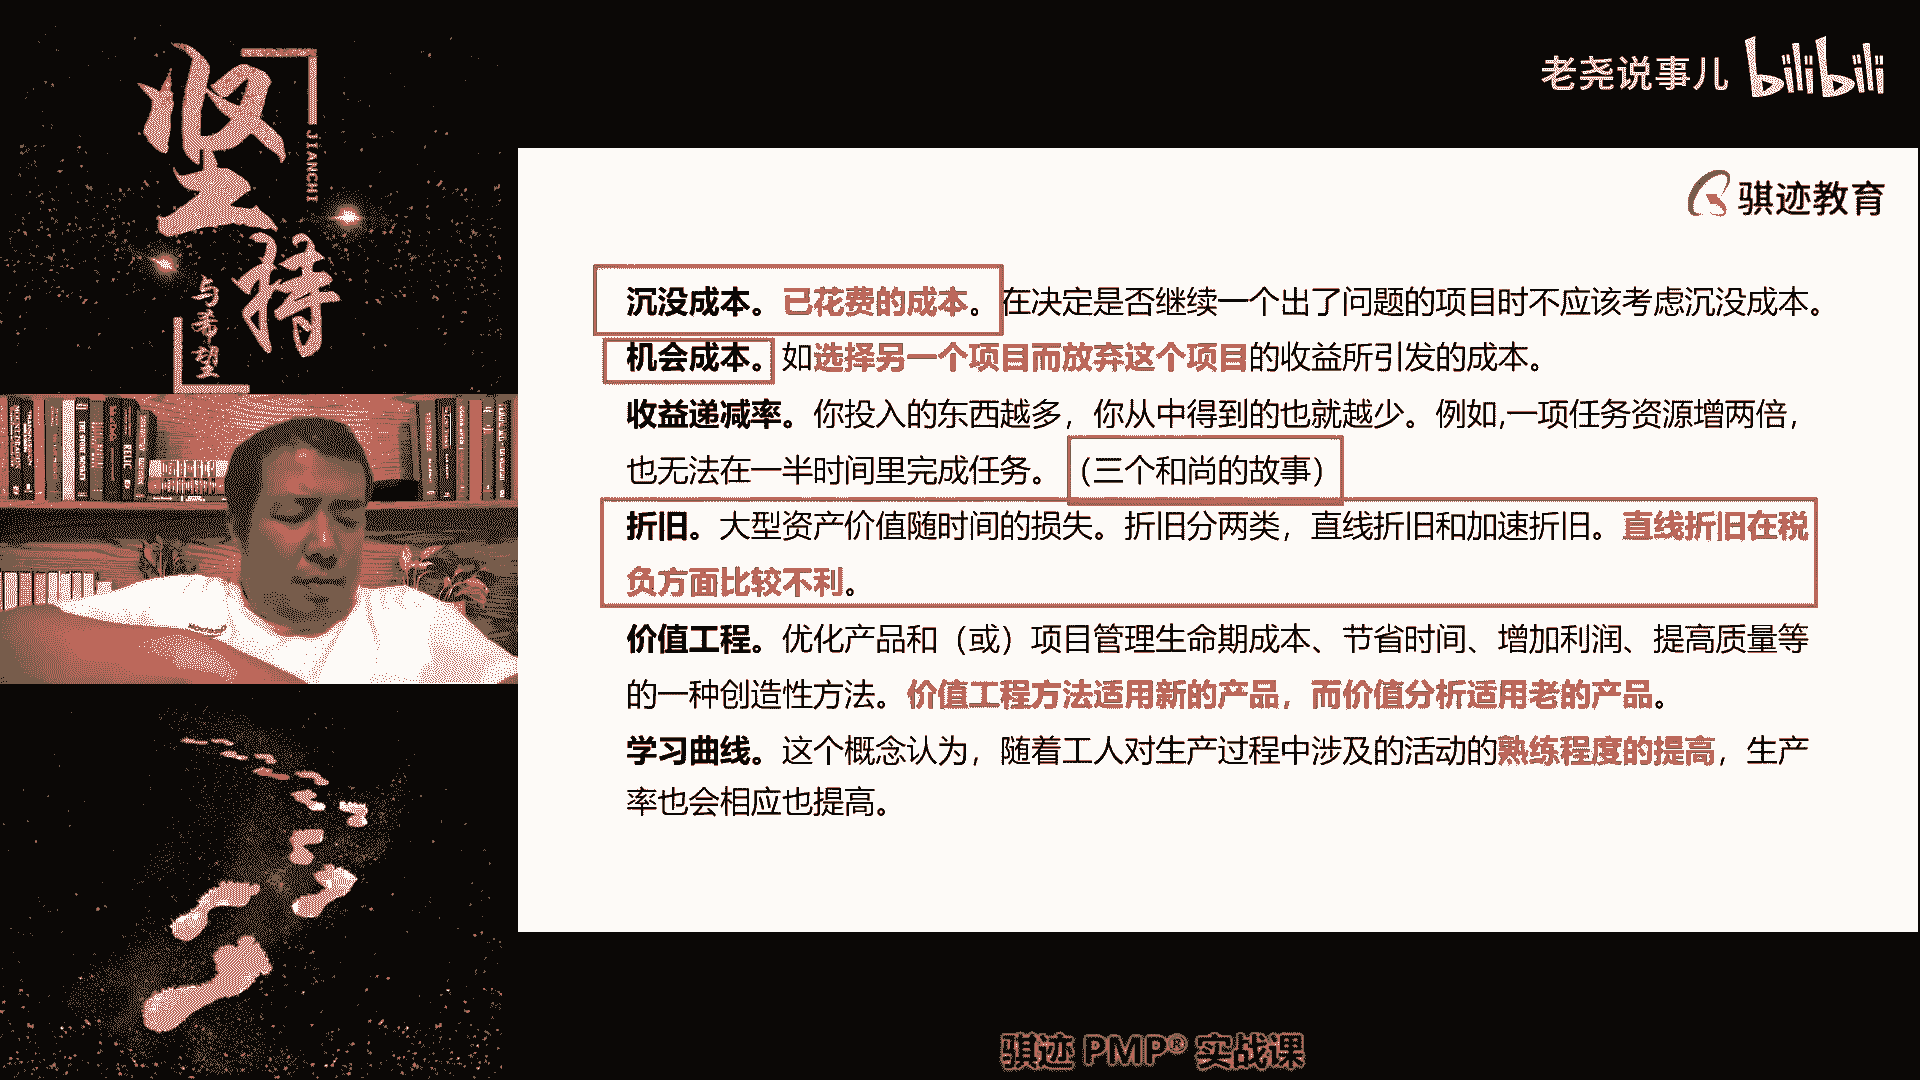 坚
JIANCHI
持
与希望
老尧说事儿 bilibili
骐迹教育
沉没成本。已花费的成本。在决定是否继续一个出了问题的项目时不应该考虑沉没成本。
机会成本。如选择另一个项目而放弃这个项目的收益所引发的成本。
收益递减率。你投入的东西越多，你从中得到的也就越少。例如,一项任务资源增两倍，
也无法在一半时间里完成任务。（三个和尚的故事）
折旧。大型资产价值随时间的损失。折旧分两类，直线折旧和加速折旧。直线折旧在税
负方面比较不利。
价值工程。优化产品和（或）项目管理生命期成本、节省时间、增加利润、提高质量等
的一种创造性方法。价值工程方法适用新的产品，而价值分析适用老的产品。
学习曲线。这个概念认为，随着工人对生产过程中涉及的活动的熟练程度的提高，生产
率也会相应也提高。
骐迹 PMP® 实战课